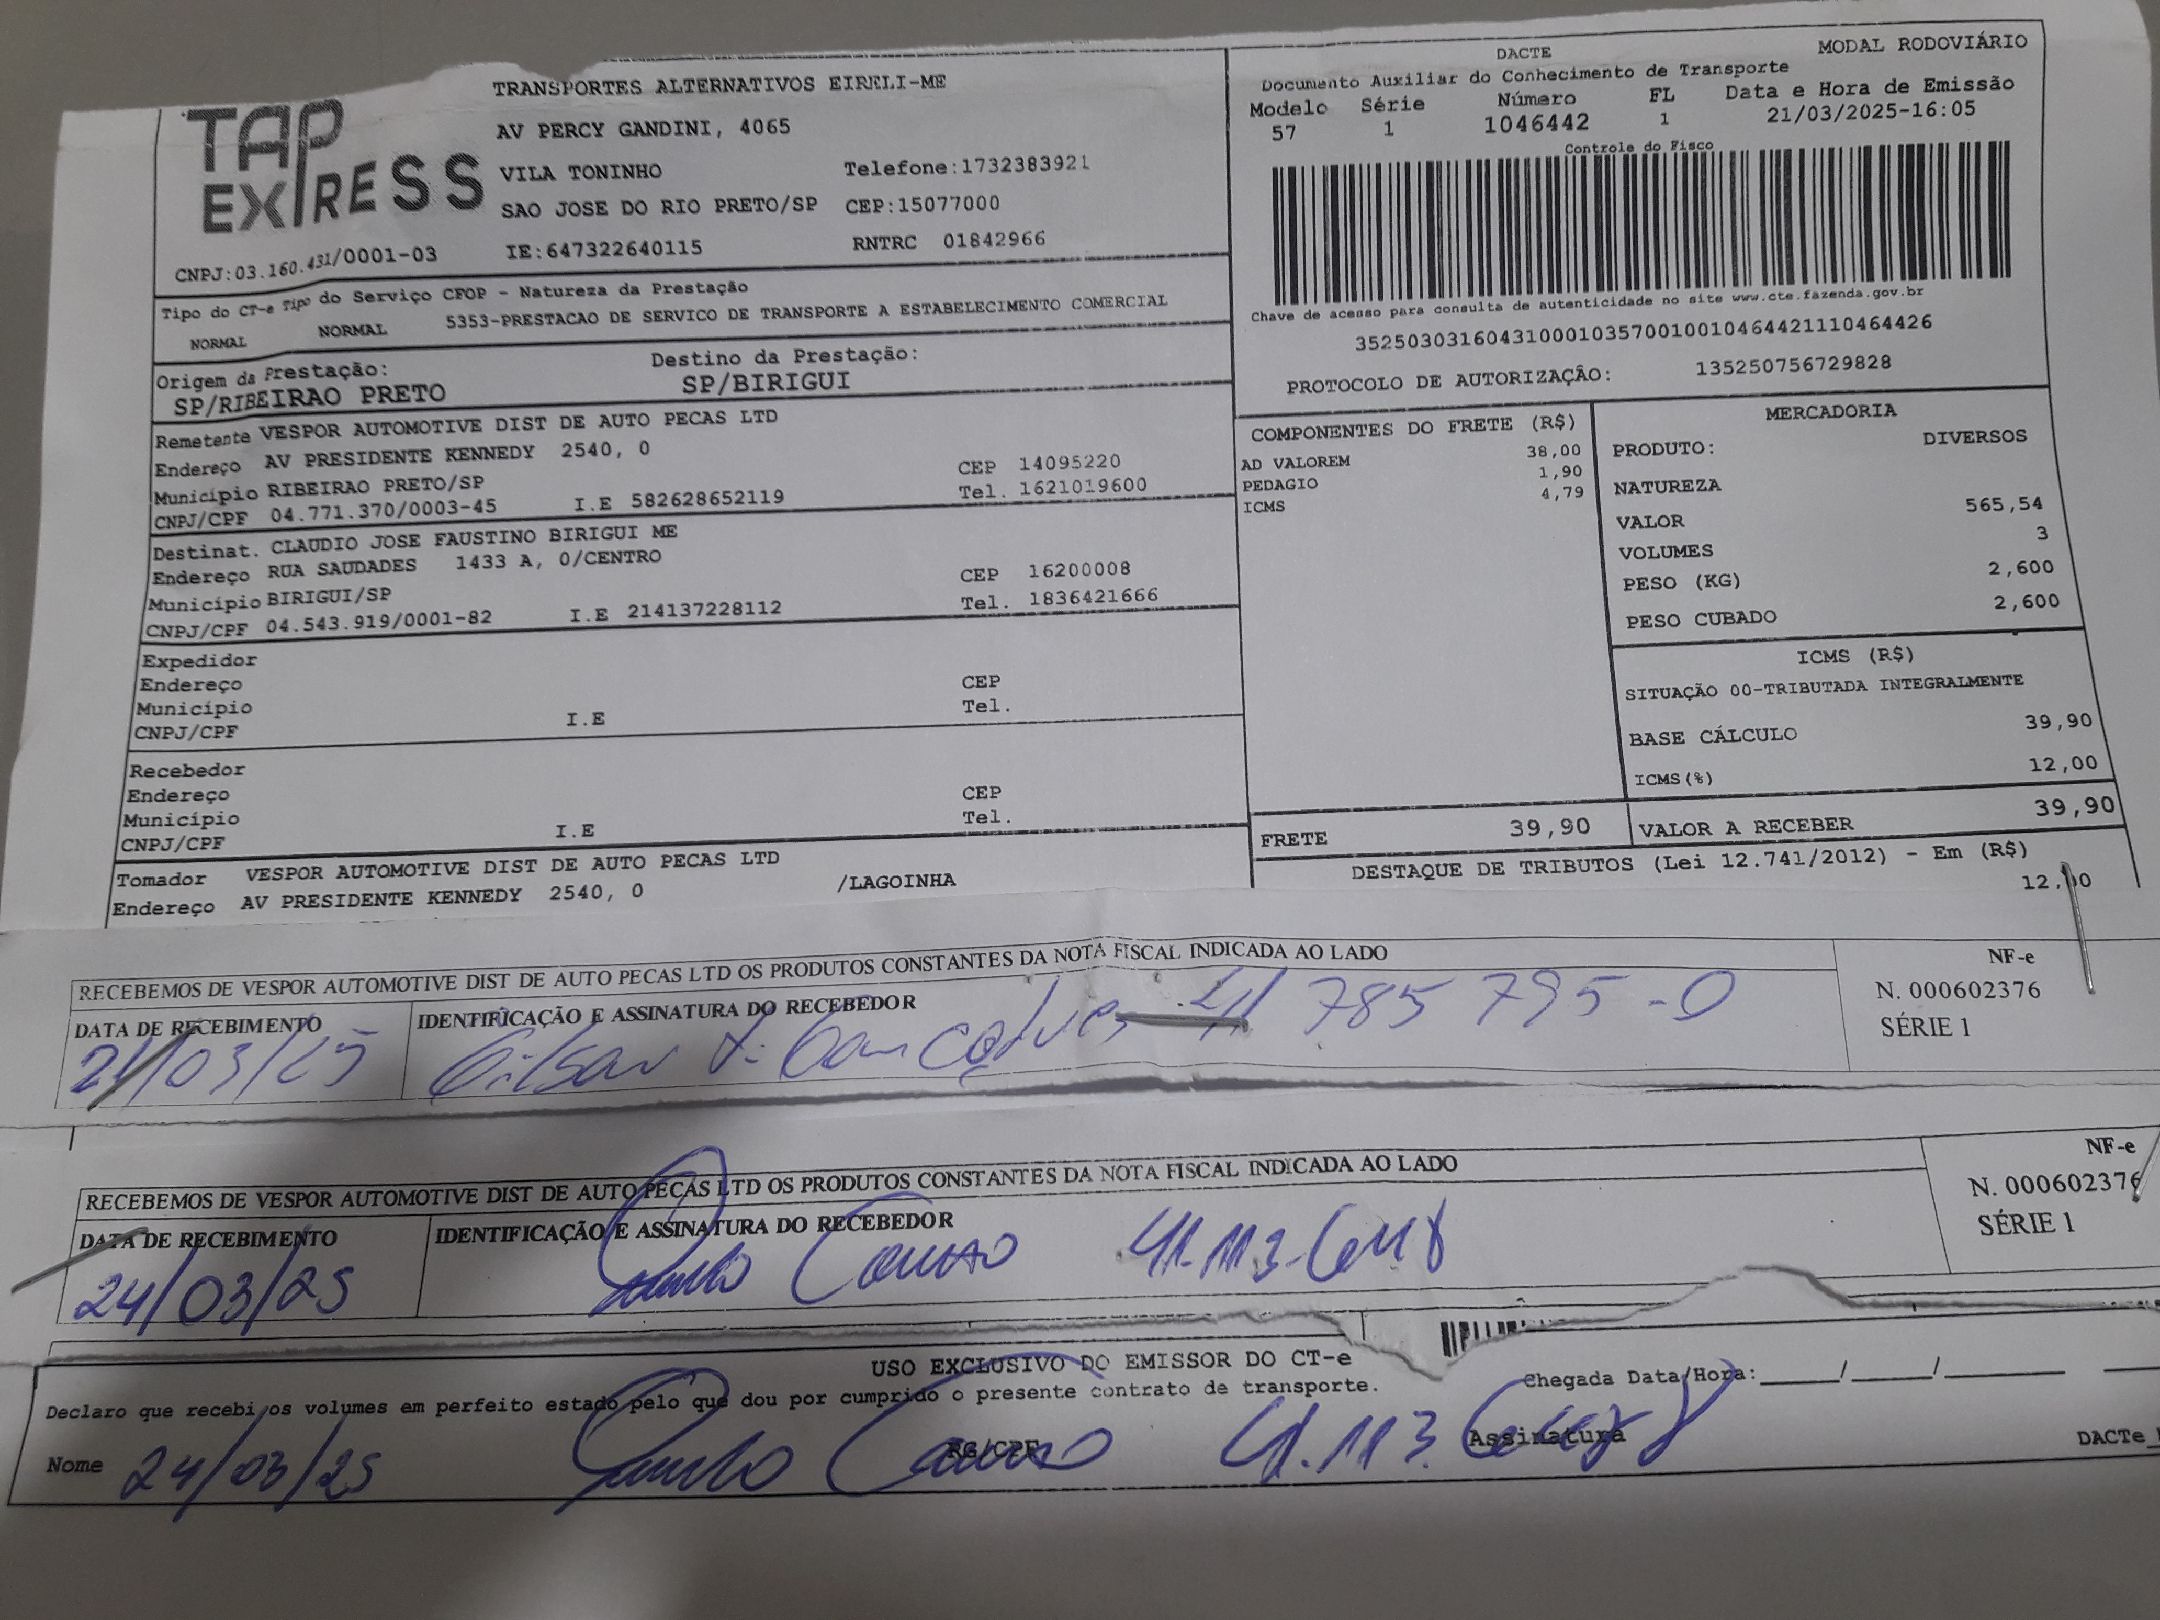 TAP EXPRESS
TRANSPORTES ALTERNATIVOS EIRELI-ME
AV PERCY GANDINI, 4065
VILA TONINHO Telefone:1732383921
SAO JOSE DO RIO PRETO/SP CEP:15077000
CNPJ:03.160.431/0001-03 IE:647322640115 RNTRC 01842966
Tipo do CT-e Tipo do Serviço CFOP - Natureza da Prestação
NORMAL NORMAL 5353-PRESTACAO DE SERVICO DE TRANSPORTE A ESTABELECIMENTO COMERCIAL
Origem da Prestação: Destino da Prestação:
SP/RIBEIRAO PRETO SP/BIRIGUI
Remetente VESPOR AUTOMOTIVE DIST DE AUTO PECAS LTD
Endereço AV PRESIDENTE KENNEDY 2540, 0 CEP 14095220
Município RIBEIRAO PRETO/SP Tel. 1621019600
CNPJ/CPF 04.771.370/0003-45 I.E 582628652119
Destinat. CLAUDIO JOSE FAUSTINO BIRIGUI ME
Endereço RUA SAUDADES 1433 A, 0/CENTRO CEP 16200008
Município BIRIGUI/SP Tel. 1836421666
CNPJ/CPF 04.543.919/0001-82 I.E 214137228112
Expedidor
Endereço CEP
Município Tel.
CNPJ/CPF I.E
Recebedor
Endereço CEP
Município Tel.
CNPJ/CPF I.E
Tomador VESPOR AUTOMOTIVE DIST DE AUTO PECAS LTD
Endereço AV PRESIDENTE KENNEDY 2540, 0 /LAGOINHA
DACTE MODAL RODOVIÁRIO
Documento Auxiliar do Conhecimento de Transporte
Modelo Série Número FL Data e Hora de Emissão
57 1 1046442 1 21/03/2025-16:05
Controle do Fisco
Chave de acesso para consulta de autenticidade no site www.cte.fazenda.gov.br
35250303160431000103570010010464421110464426
PROTOCOLO DE AUTORIZAÇÃO: 135250756729828
COMPONENTES DO FRETE (R$)
AD VALOREM 38,00
PEDAGIO 1,90
ICMS 4,79
MERCADORIA
PRODUTO: DIVERSOS
NATUREZA
VALOR 565,54
VOLUMES 3
PESO (KG) 2,600
PESO CUBADO 2,600
ICMS (R$)
SITUAÇÃO 00-TRIBUTADA INTEGRALMENTE
BASE CÁLCULO 39,90
ICMS(%) 12,00
FRETE 39,90 VALOR A RECEBER 39,90
DESTAQUE DE TRIBUTOS (Lei 12.741/2012) - Em (R$)
12,00
RECEBEMOS DE VESPOR AUTOMOTIVE DIST DE AUTO PECAS LTD OS PRODUTOS CONSTANTES DA NOTA FISCAL INDICADA AO LADO NF-e
DATA DE RECEBIMENTO IDENTIFICAÇÃO E ASSINATURA DO RECEBEDOR N. 000602376
SÉRIE 1
21/03/25 785 795-0
RECEBEMOS DE VESPOR AUTOMOTIVE DIST DE AUTO PECAS LTD OS PRODUTOS CONSTANTES DA NOTA FISCAL INDICADA AO LADO NF-e
DATA DE RECEBIMENTO IDENTIFICAÇÃO E ASSINATURA DO RECEBEDOR N. 000602376
SÉRIE 1
24/03/25
USO EXCLUSIVO DO EMISSOR DO CT-e
Declaro que recebi os volumes em perfeito estado pelo que dou por cumprido o presente contrato de transporte. Chegada Data/Hora:____/____/____
Nome 24/03/25 RG/CPF Assinatura DACTe